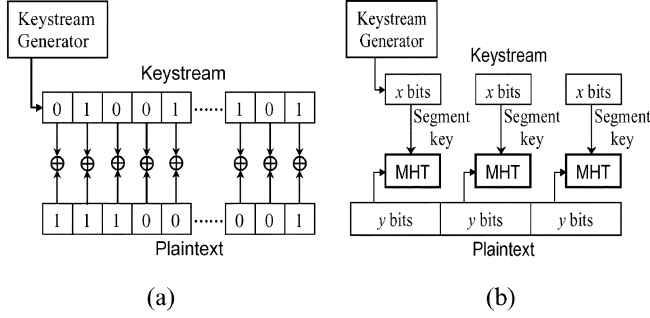 Keystream
Generator
Keystream
0 1 0 0 1 ...... 1 0 1
1 1 1 0 0 ...... 0 0 1
Plaintext
(a)
Keystream
Generator
Keystream
x bits x bits x bits
Segment key Segment key Segment key
MHT MHT MHT
y bits y bits y bits
Plaintext
(b)